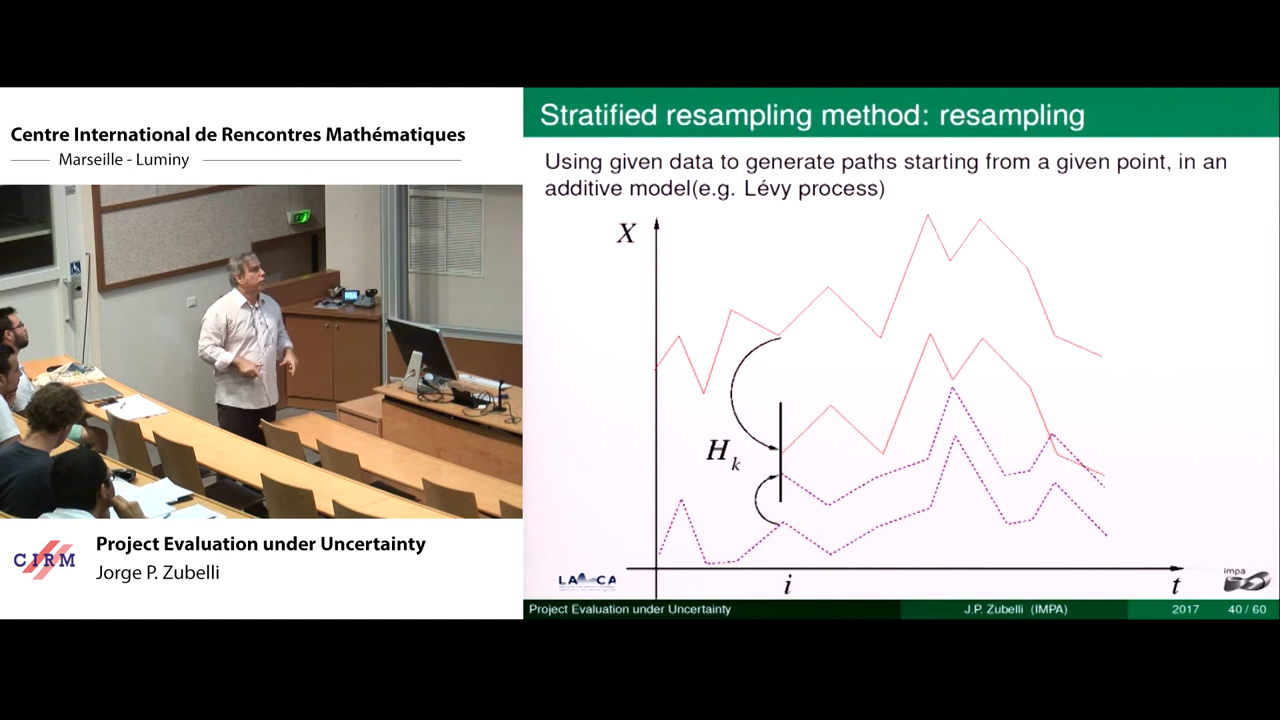 Centre International de Rencontres Mathématiques
Marseille - Luminy
Project Evaluation under Uncertainty
Jorge P. Zubelli
CIRM
Stratified resampling method: resampling
Using given data to generate paths starting from a given point, in an
additive model(e.g. Lévy process)
X
H_k
i
t
impa
Project Evaluation under Uncertainty
J.P. Zubelli (IMPA)
2017
40 / 60